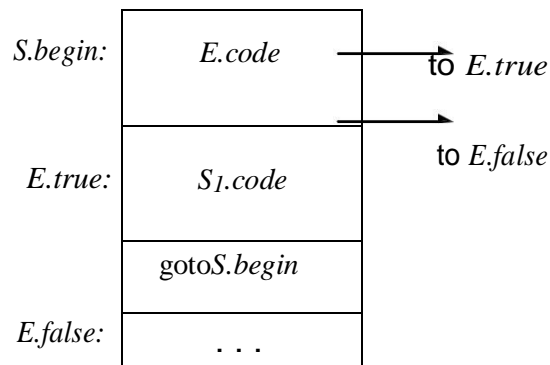 S.begin: E.code to E.true
to E.false
E.true: S1.code
gotoS.begin
E.false: . . .